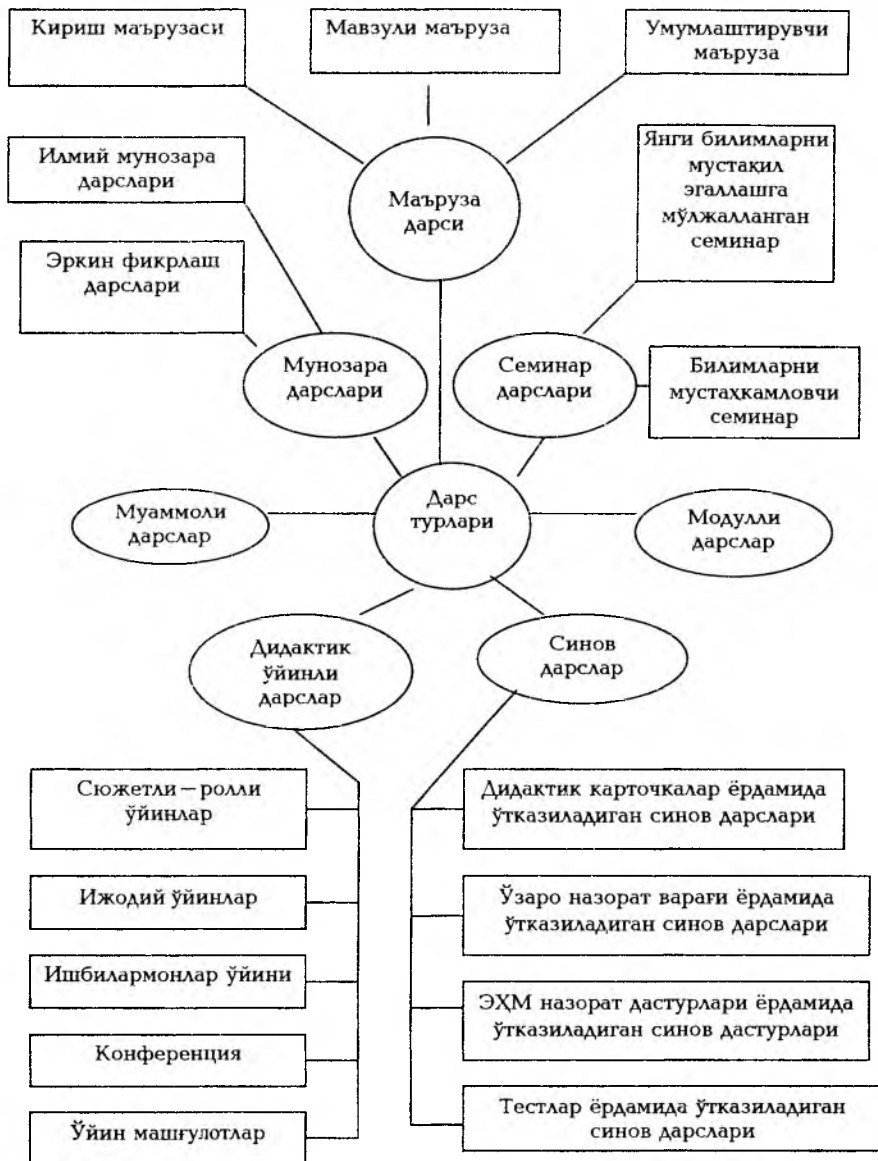 Кириш маърузаси
Мавзули маъруза
Умумлаштирувчи
маъруза
Илмий мунозара
дарслари
Маъруза
дарси
Янги билимларни
мустақил
эгаллашга
мўлжалланган
семинар
Эркин фикрлаш
дарслари
Мунозара
дарслари
Семинар
дарслари
Билимларни
мустаҳкамловчи
семинар
Муаммоли
дарслар
Дарс
турлари
Модулли
дарслар
Дидактик
ўйинли
дарслар
Синов
дарслар
Сюжетли – ролли
ўйинлар
Ижодий ўйинлар
Ишбилармонлар ўйини
Конференция
Ўйин машғулотлар
Дидактик карточкалар ёрдамида
ўтказиладиган синов дарслари
Ўзаро назорат варағи ёрдамида
ўтказиладиган синов дарслари
ЭҲМ назорат дастурлари ёрдамида
ўтказиладиган синов дастурлари
Тестлар ёрдамида ўтказиладиган
синов дарслари